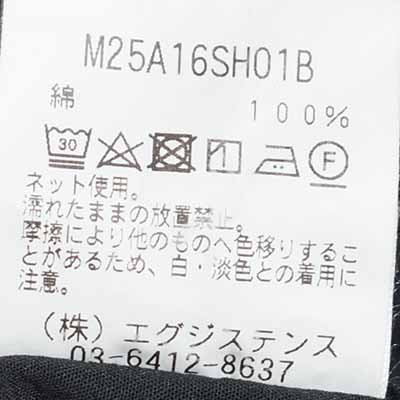 M25A16SH01B
綿 100%
30 F
ネット使用。
濡れたままの放置禁止。
摩擦により他のものへ色移りするこ
とがあるため、白・淡色との着用に
注意。
(株)エグジステンス
03-6412-8637